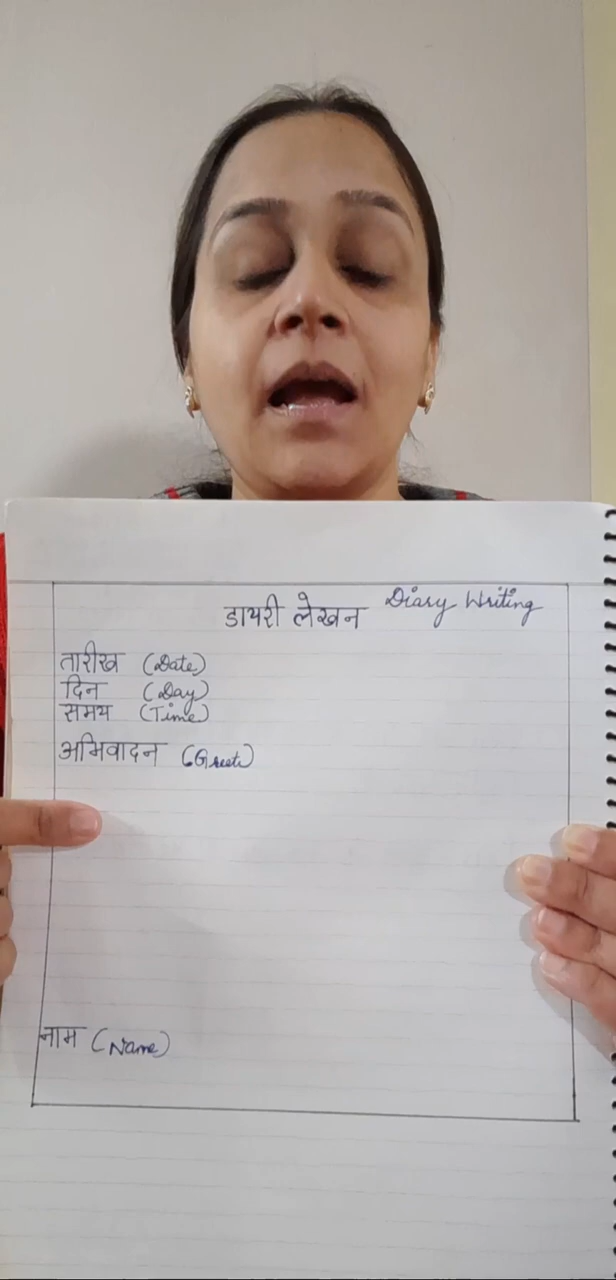 डायरी लेखन Diary Writing
तारीख (Date)
दिन (Day)
समय (Time)
अभिवादन (Greet)
नाम (Name)